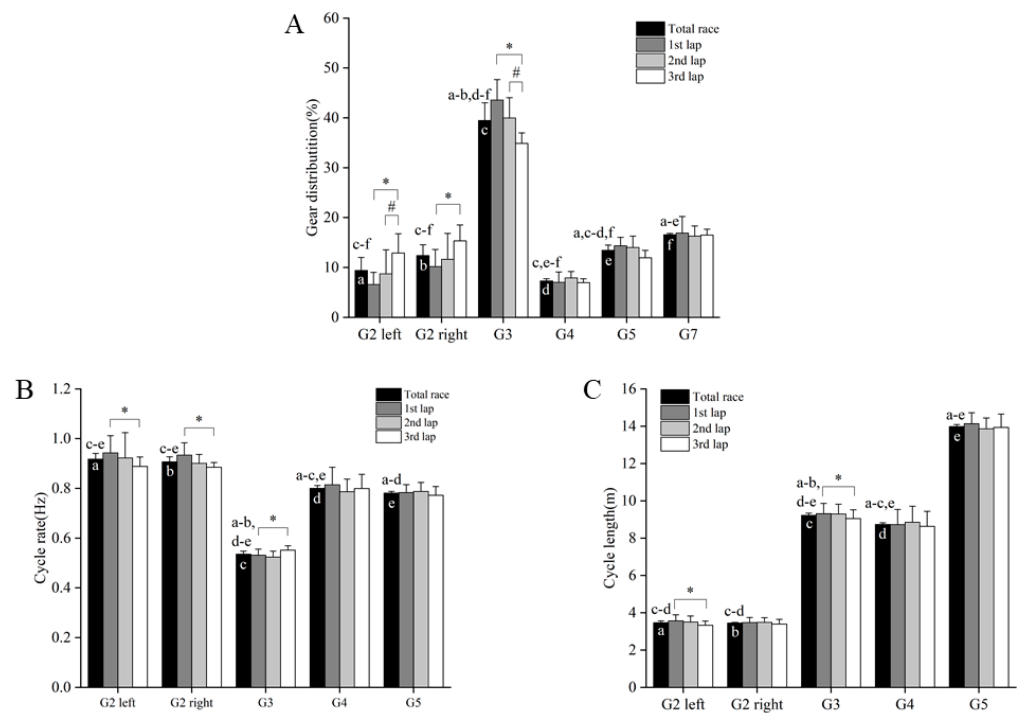 A
60
50
40
30
20
10
0
Gear distributition(%)
Total race
1st lap
2nd lap
3rd lap
*
#
a-b,d-f
c
*
#
c-f
a
*
c-f
b
c,e-f
d
a,c-d,f
e
a-e
f
G2 left G2 right G3 G4 G5 G7
B
1.2
1.0
0.8
0.6
0.4
0.2
0.0
Cycle rate(Hz)
Total race
1st lap
2nd lap
3rd lap
*
c-e
a
*
c-e
b
*
a-b,
d-e
c
a-c,e
d
a-d
e
G2 left G2 right G3 G4 G5
C
16
14
12
10
8
6
4
2
0
Cycle length(m)
Total race
1st lap
2nd lap
3rd lap
*
c-d
a
c-d
b
*
a-b,
d-e
c
a-c,e
d
a-e
e
G2 left G2 right G3 G4 G5